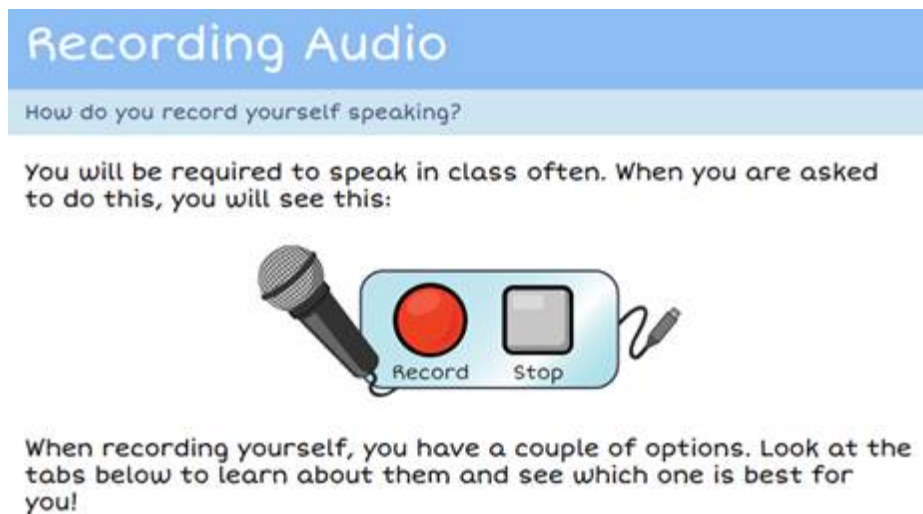 Recording Audio
How do you record yourself speaking?
You will be required to speak in class often. When you are asked
to do this, you will see this:
Record Stop
When recording yourself, you have a couple of options. Look at the
tabs below to learn about them and see which one is best for
you!